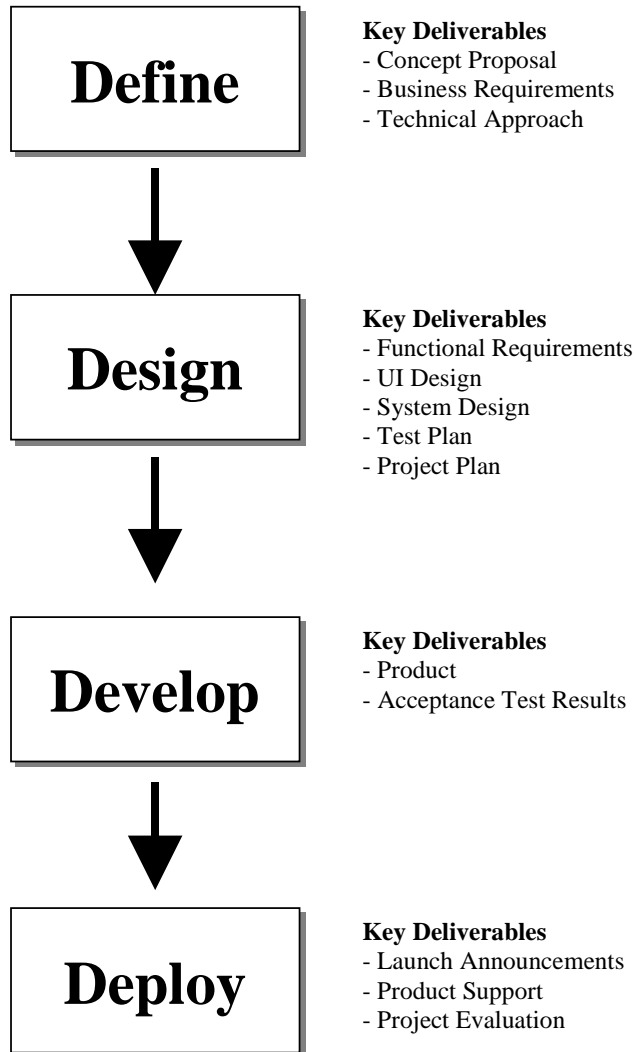 Define
Key Deliverables
- Concept Proposal
- Business Requirements
- Technical Approach
Design
Key Deliverables
- Functional Requirements
- UI Design
- System Design
- Test Plan
- Project Plan
Develop
Key Deliverables
- Product
- Acceptance Test Results
Deploy
Key Deliverables
- Launch Announcements
- Product Support
- Project Evaluation